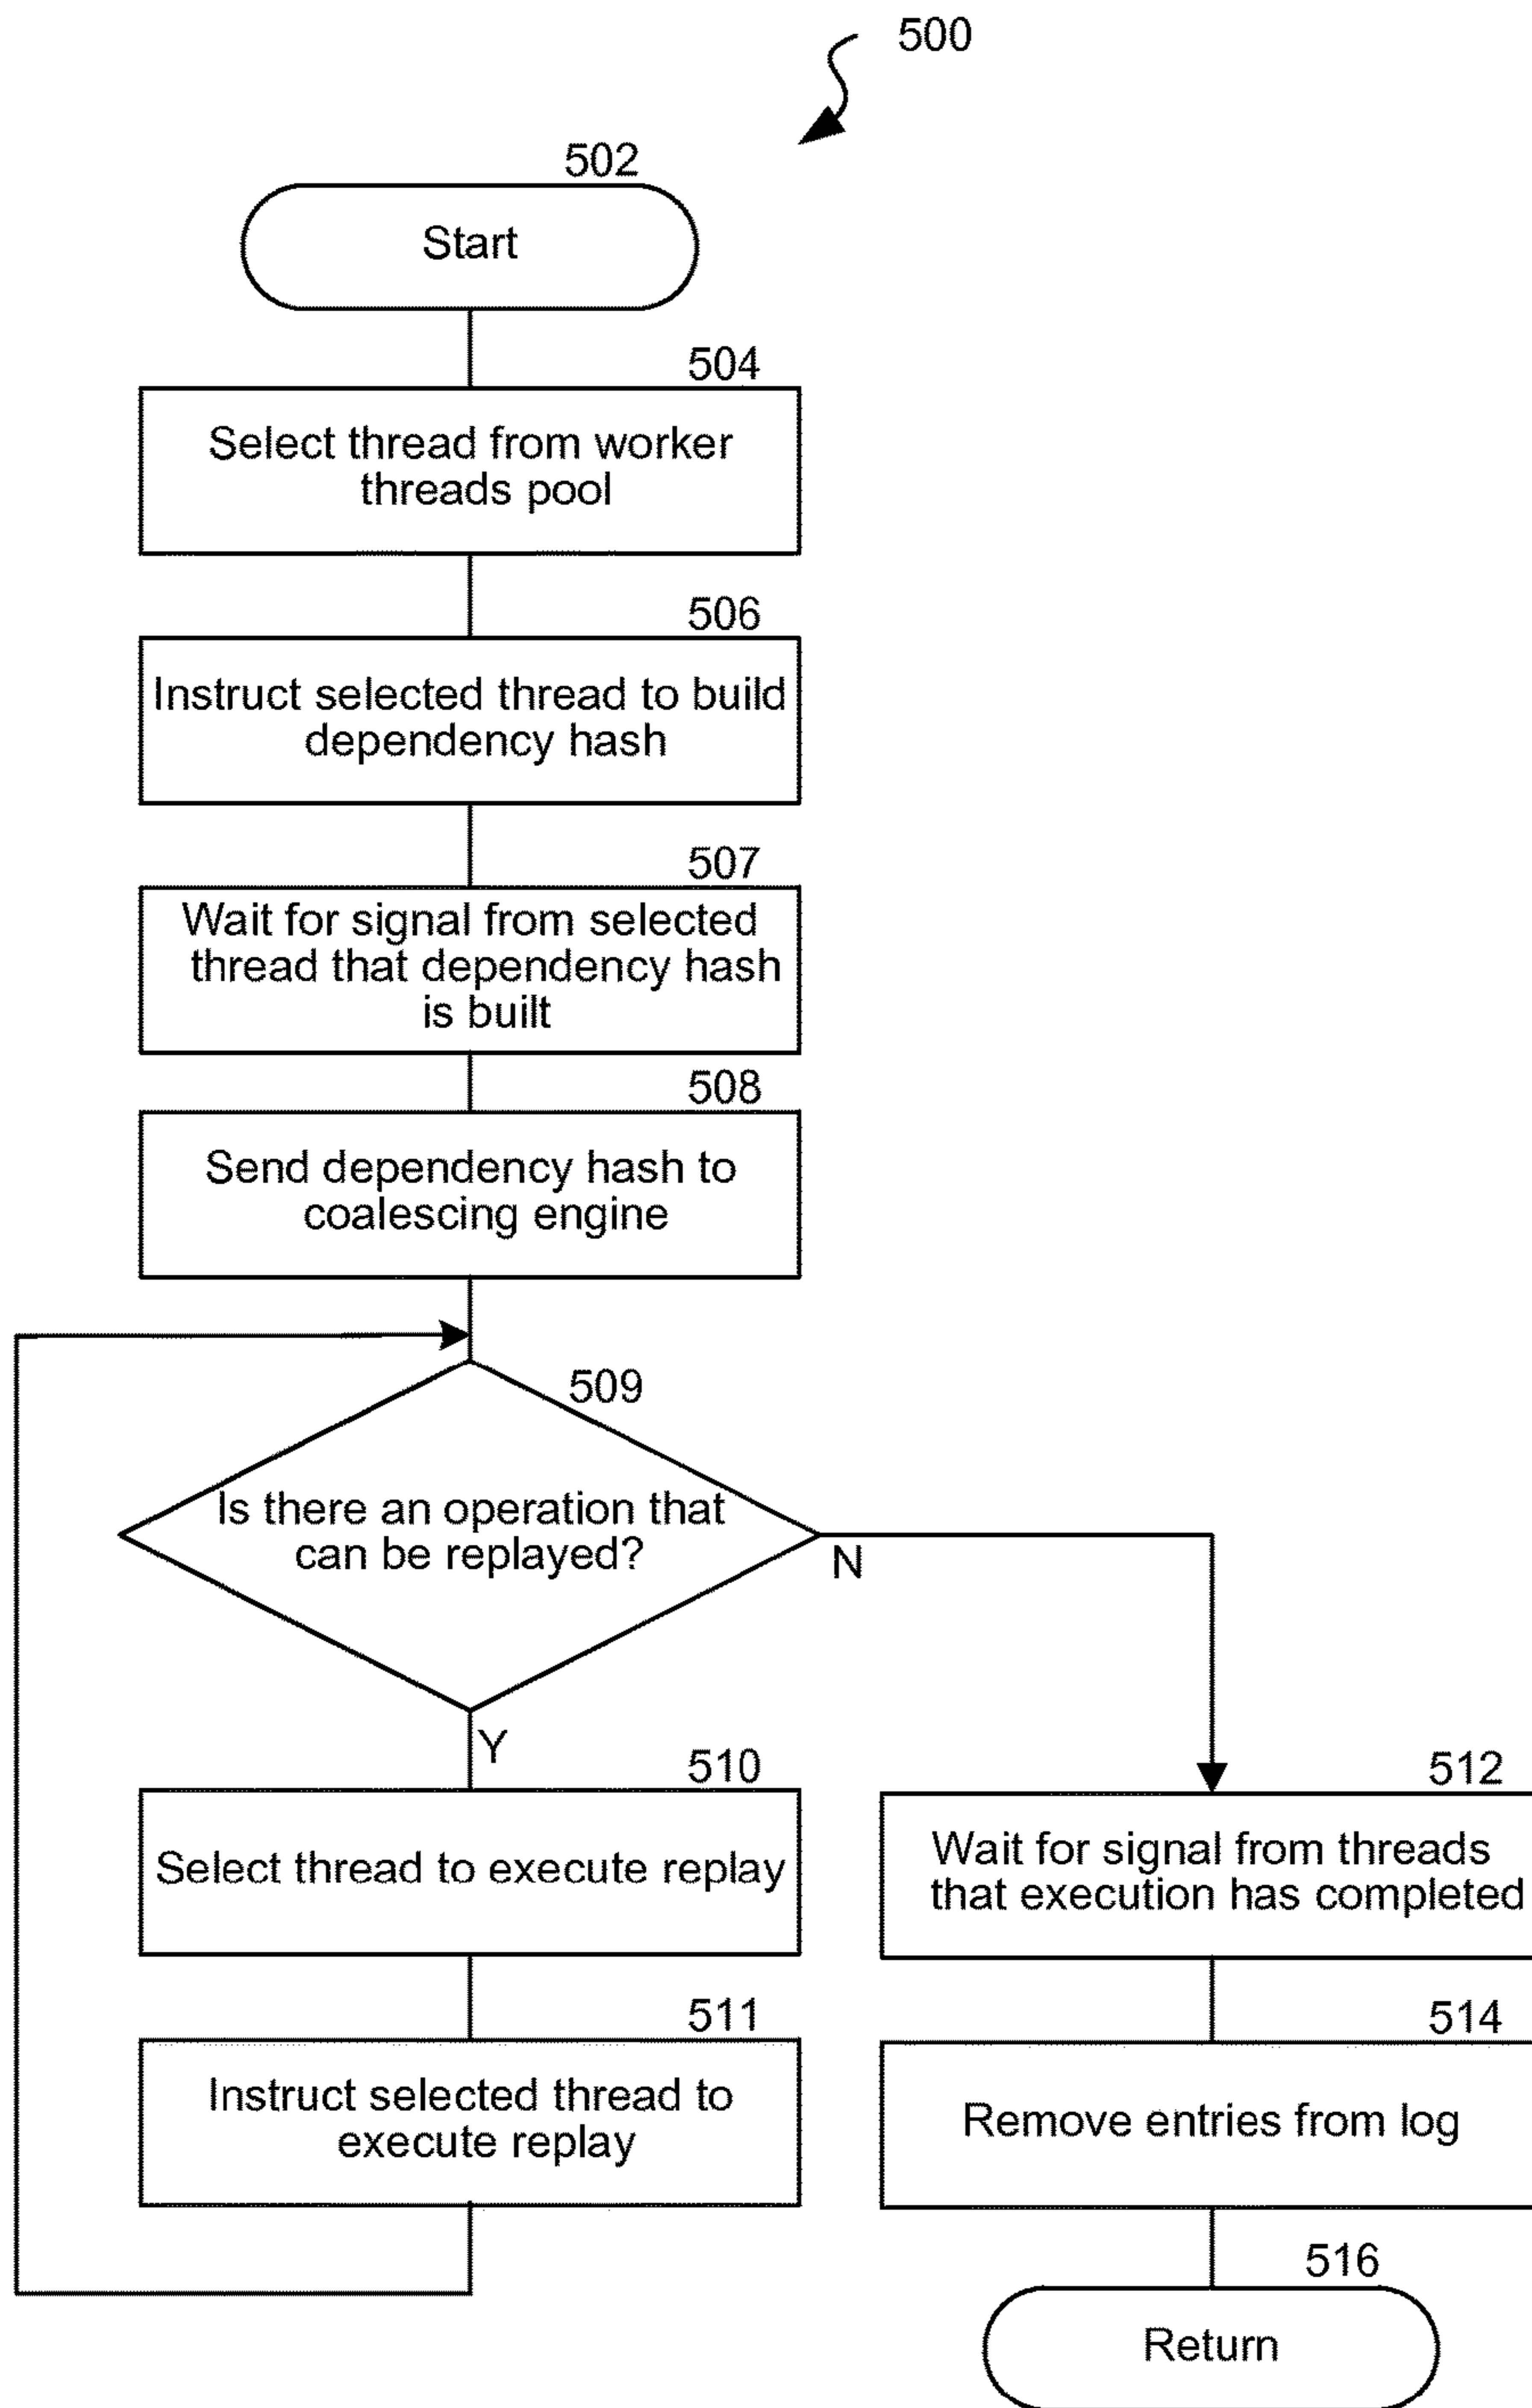 500
502
Start
504
Select thread from worker
threads pool
506
Instruct selected thread to build
dependency hash
507
Wait for signal from selected
thread that dependency hash
is built
508
Send dependency hash to
coalescing engine
509
Is there an operation that
can be replayed?
N
Y
510
Select thread to execute replay
511
Instruct selected thread to
execute replay
512
Wait for signal from threads
that execution has completed
514
Remove entries from log
516
Return